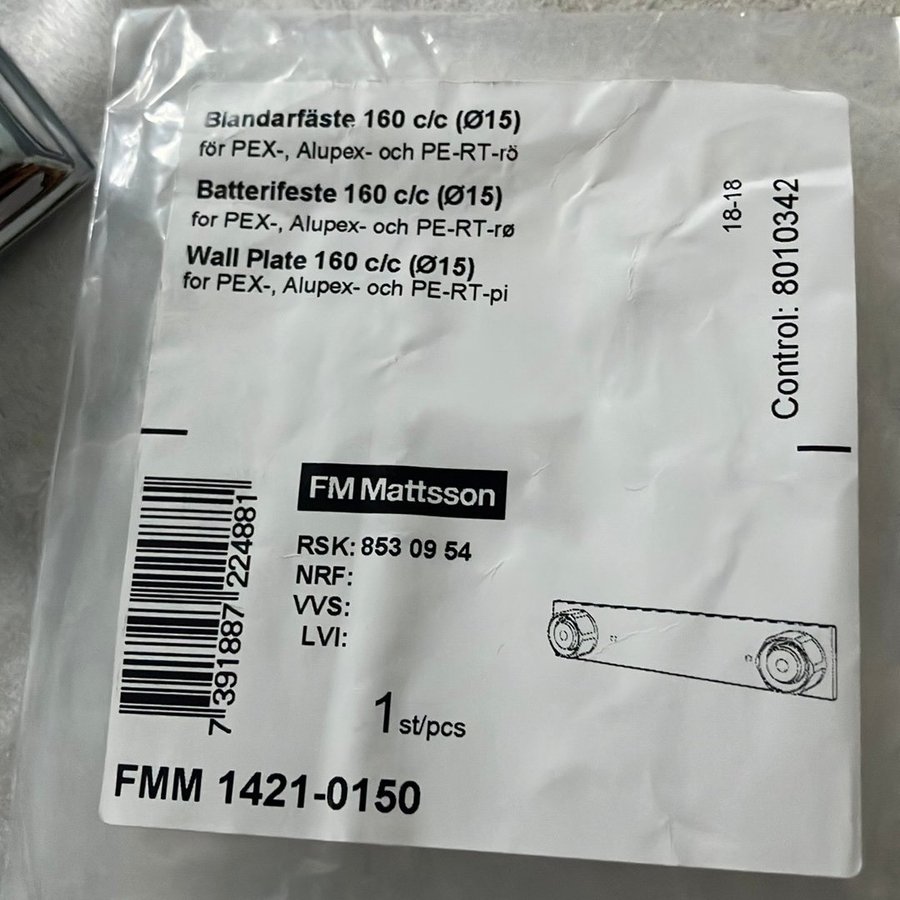 Blandarfäste 160 c/c (Ø15)
för PEX-, Alupex- och PE-RT-rö
Batterifeste 160 c/c (Ø15)
for PEX-, Alupex- och PE-RT-rø
Wall Plate 160 c/c (Ø15)
for PEX-, Alupex- och PE-RT-pi
18-18
Control: 8010342
FM Mattsson
RSK: 853 09 54
NRF:
VVS:
LVI:
7 391887 224881
1 st/pcs
FMM 1421-0150